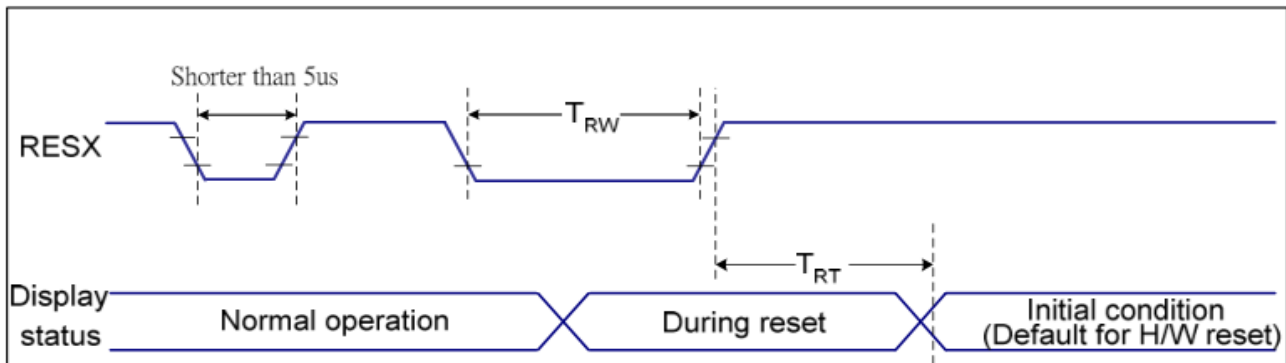 Shorter than 5us
RESX
TRW
TRT
Display
status
Normal operation
During reset
Initial condition
(Default for H/W reset)